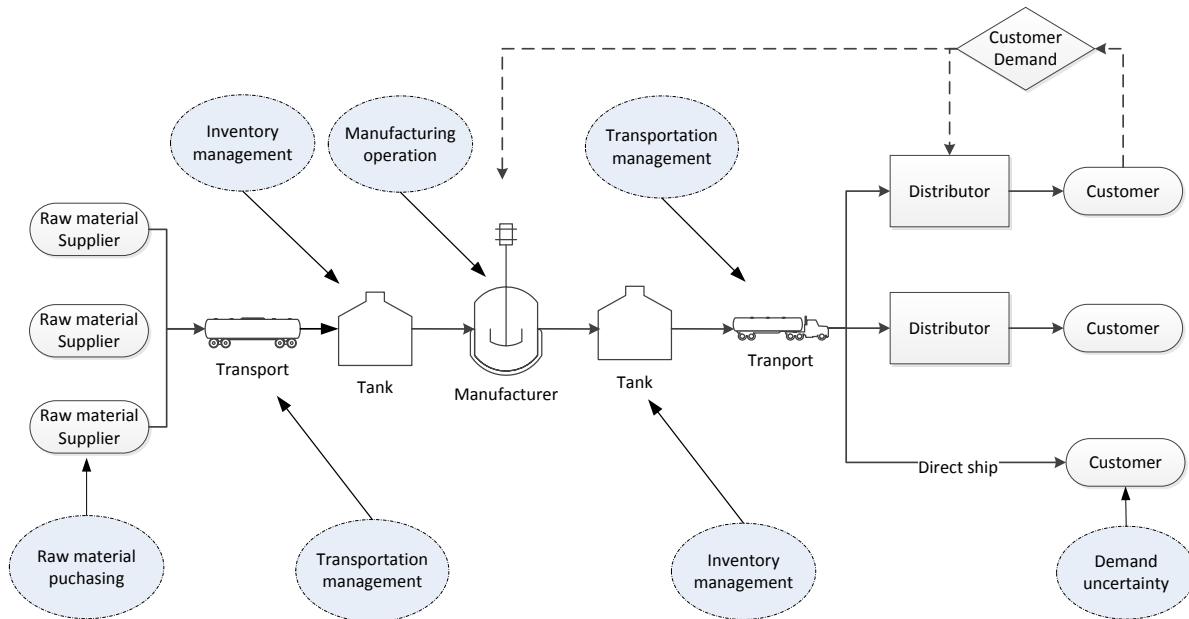 Customer
Demand
Inventory
management
Manufacturing
operation
Transportation
management
Distributor
Customer
Raw material
Supplier
Raw material
Supplier
Distributor
Customer
Transport
Tank
Manufacturer
Tank
Tranport
Raw material
Supplier
Direct ship
Customer
Raw material
puchasing
Transportation
management
Inventory
management
Demand
uncertainty